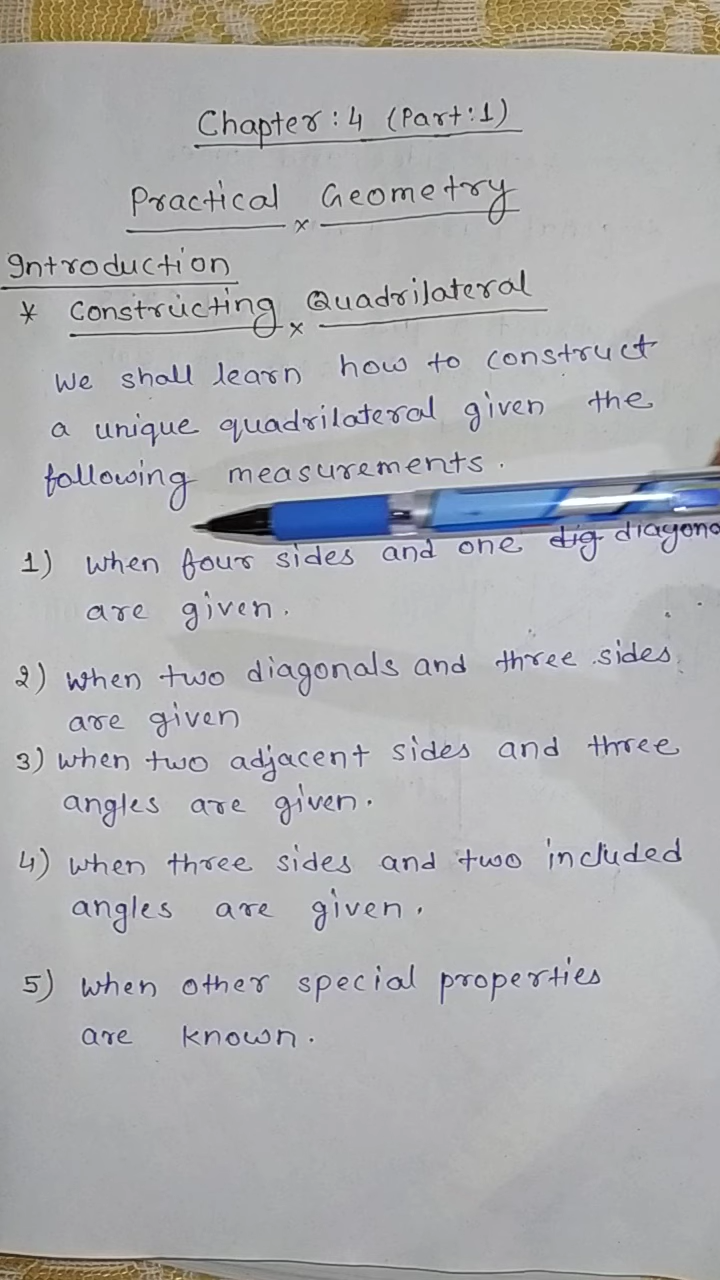 Chapter : 4 (Part : 1)
Practical Geometry
Introduction
* Constructing Quadrilateral
We shall learn how to construct
a unique quadrilateral given the
following measurements.
1) when four sides and one dig diagona
are given.
2) when two diagonals and three sides
are given
3) when two adjacent sides and three
angles are given.
4) when three sides and two included
angles are given.
5) when other special properties
are known.